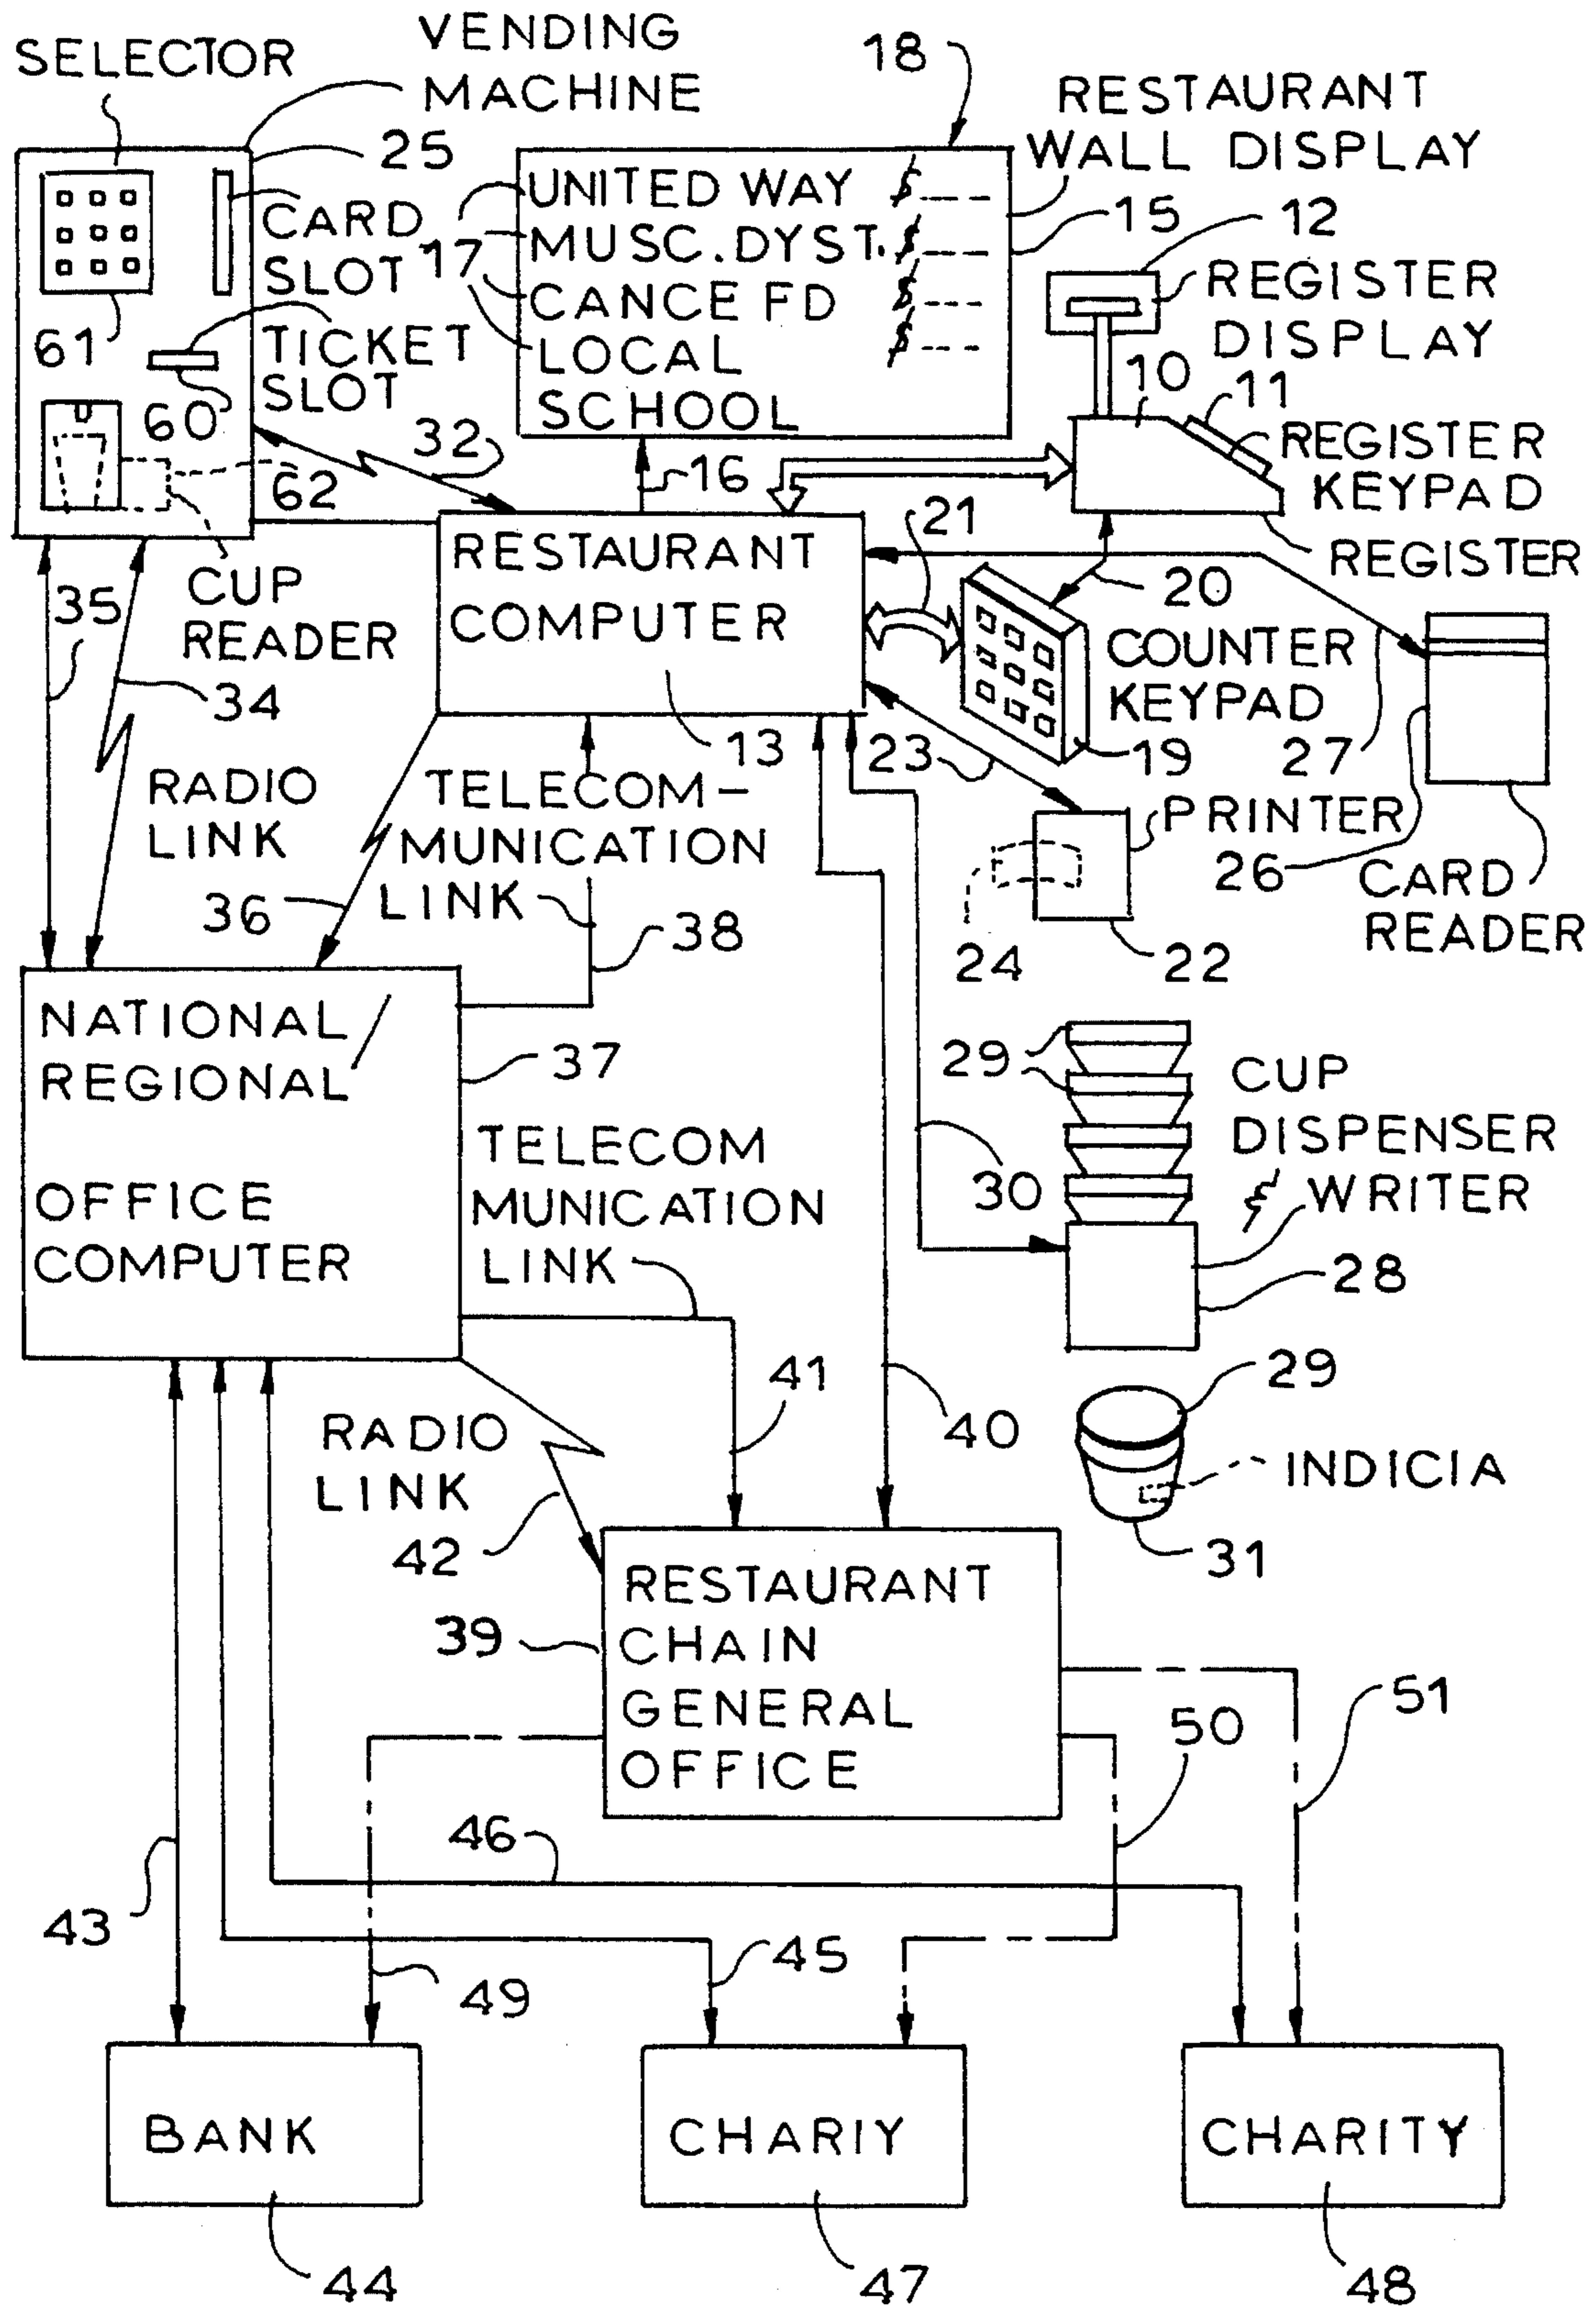 VENDING
MACHINE
SELECTOR
18
RESTAURANT
WALL DISPLAY
25
CARD
SLOT
17
UNITED WAY $_---
MUSC. DYST. $_---
CANCE FD $_---
LOCAL $_---
SCHOOL
15
12
REGISTER
DISPLAY
61
TICKET
SLOT
60
10
11
REGISTER
KEYPAD
32
62
16
21
REGISTER
RESTAURANT
COMPUTER
20
CUP
READER
35
34
COUNTER
KEYPAD
27
13
23
19
RADIO
LINK
TELECOM-
MUNICATION
LINK
PRINTER
26
CARD
READER
36
38
24
22
NATIONAL/
REGIONAL
OFFICE
COMPUTER
37
29
CUP
DISPENSER
& WRITER
TELECOM
MUNICATION
LINK
30
28
41
29
40
RADIO
LINK
INDICIA
42
31
RESTAURANT
CHAIN
GENERAL
OFFICE
39
51
50
46
43
45
49
BANK
CHARIY
CHARITY
44
47
48